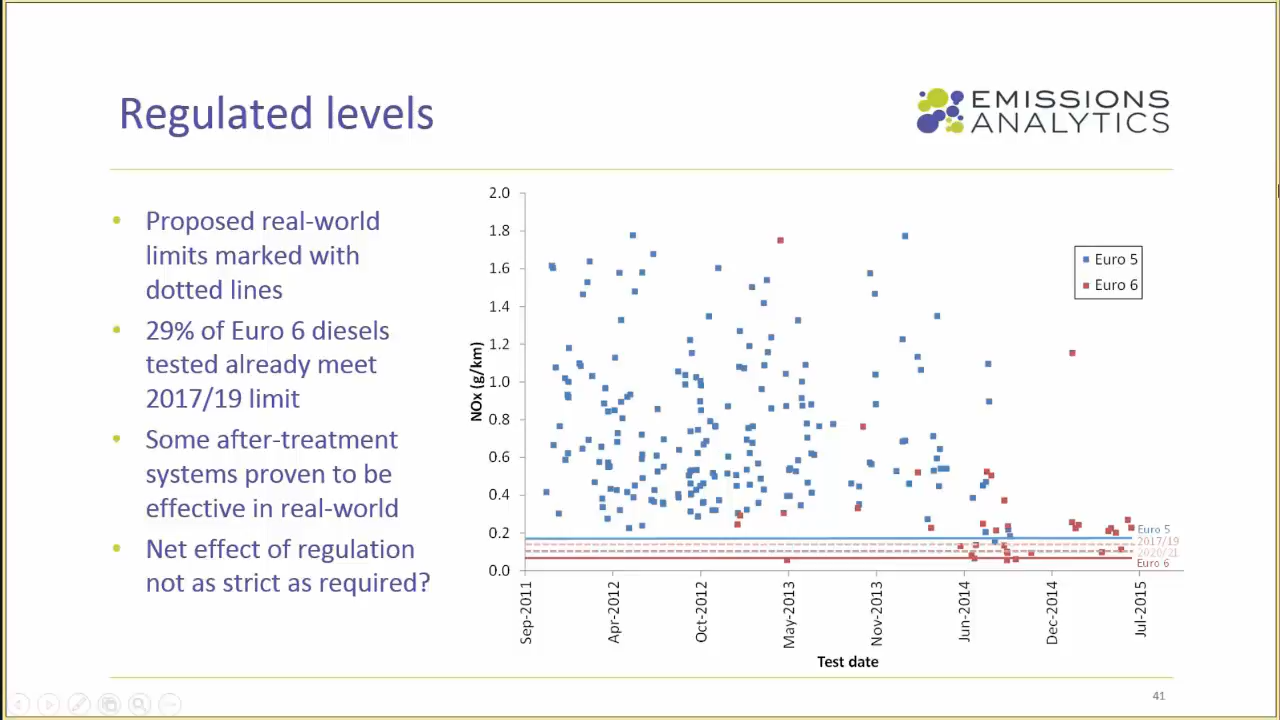 Regulated levels
EMISSIONS
ANALYTICS
• Proposed real-world
limits marked with
dotted lines
• 29% of Euro 6 diesels
tested already meet
2017/19 limit
• Some after-treatment
systems proven to be
effective in real-world
• Net effect of regulation
not as strict as required?
NOx (g/km)
2.0
1.8
1.6
1.4
1.2
1.0
0.8
0.6
0.4
0.2
0.0
Euro 5
Euro 6
Euro 5
2017/19
2020/21
Euro 6
Sep-2011
Apr-2012
Oct-2012
May-2013
Nov-2013
Jun-2014
Dec-2014
Jul-2015
Test date
41